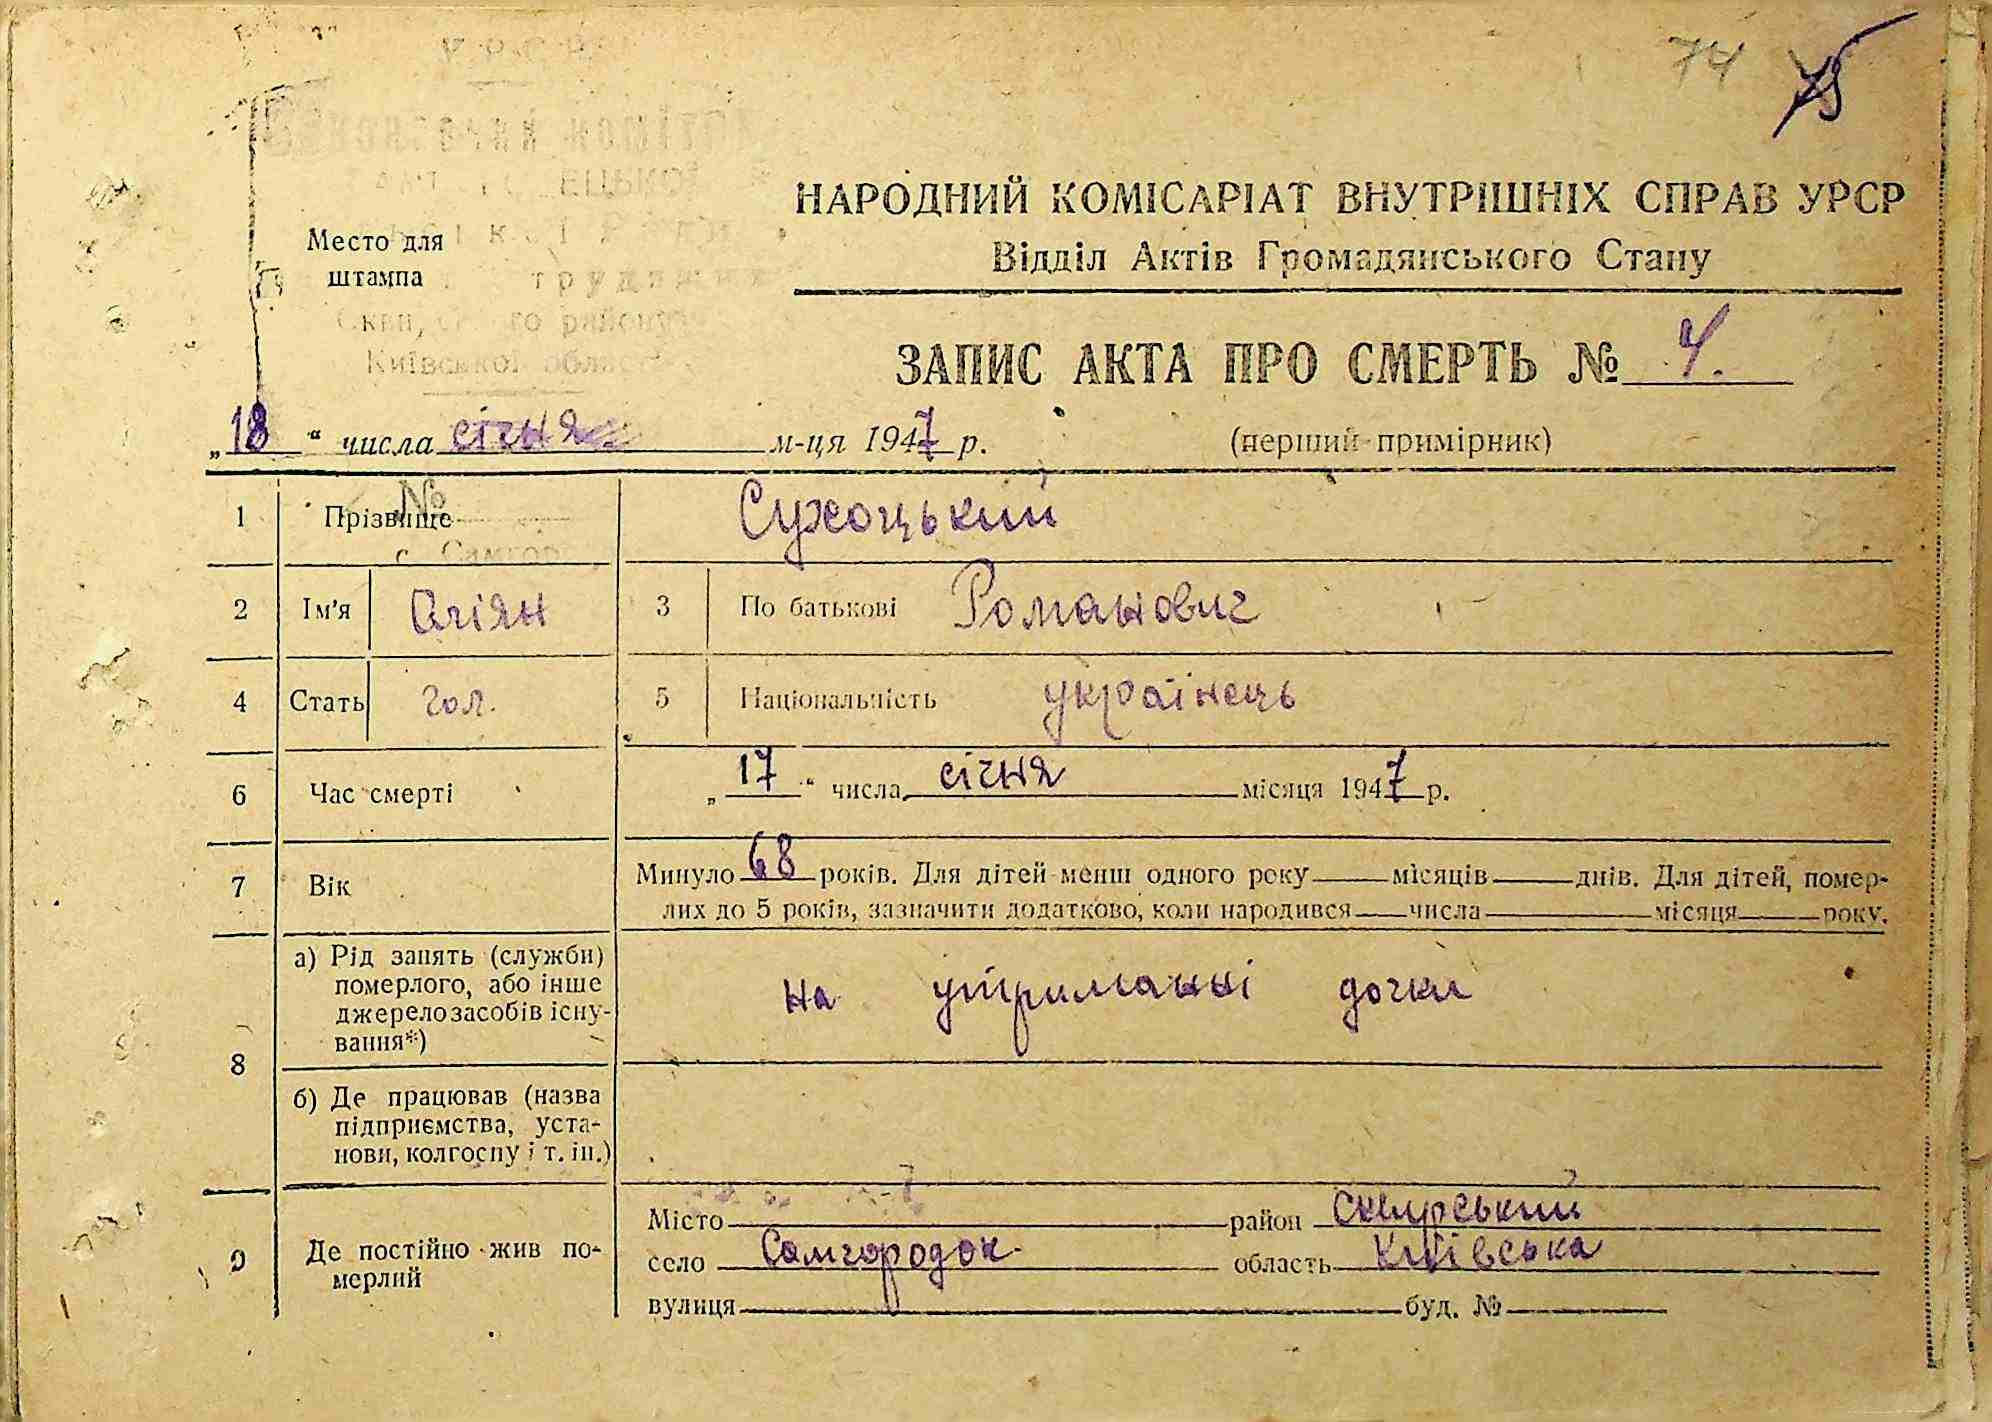 74 75
НАРОДНИЙ КОМІСАРІАТ ВНУТРІШНІХ СПРАВ УРСР
Відділ Актів Громадянського Стану
Место для
штампа
Київської області
ЗАПИС АКТА ПРО СМЕРТЬ № 4.
„18“ числа січня м-ця 1947 р. (перший примірник)
1 Прізвище Сухоцький
№
2 Ім'я 3 По батькові Романович
4 Стать чол. 5 Національність українець
6 Час смерті „17“ числа січня місяця 1947 р.
7 Вік Минуло 68 років. Для дітей менш одного року місяців днів. Для дітей, помер-
лих до 5 років, зазначити додатково, коли народився числа місяця року.
8 а) Рід занять (служби)
померлого, або інше
джерело засобів існу-
вання*)
на утриманні дочки
б) Де працював (назва
підприємства, уста-
нови, колгоспу і т. ін.)
9 Де постійно жив по-
мерлий
Місто район Сквирський
село Самгородок область Київська
вулиця буд. №